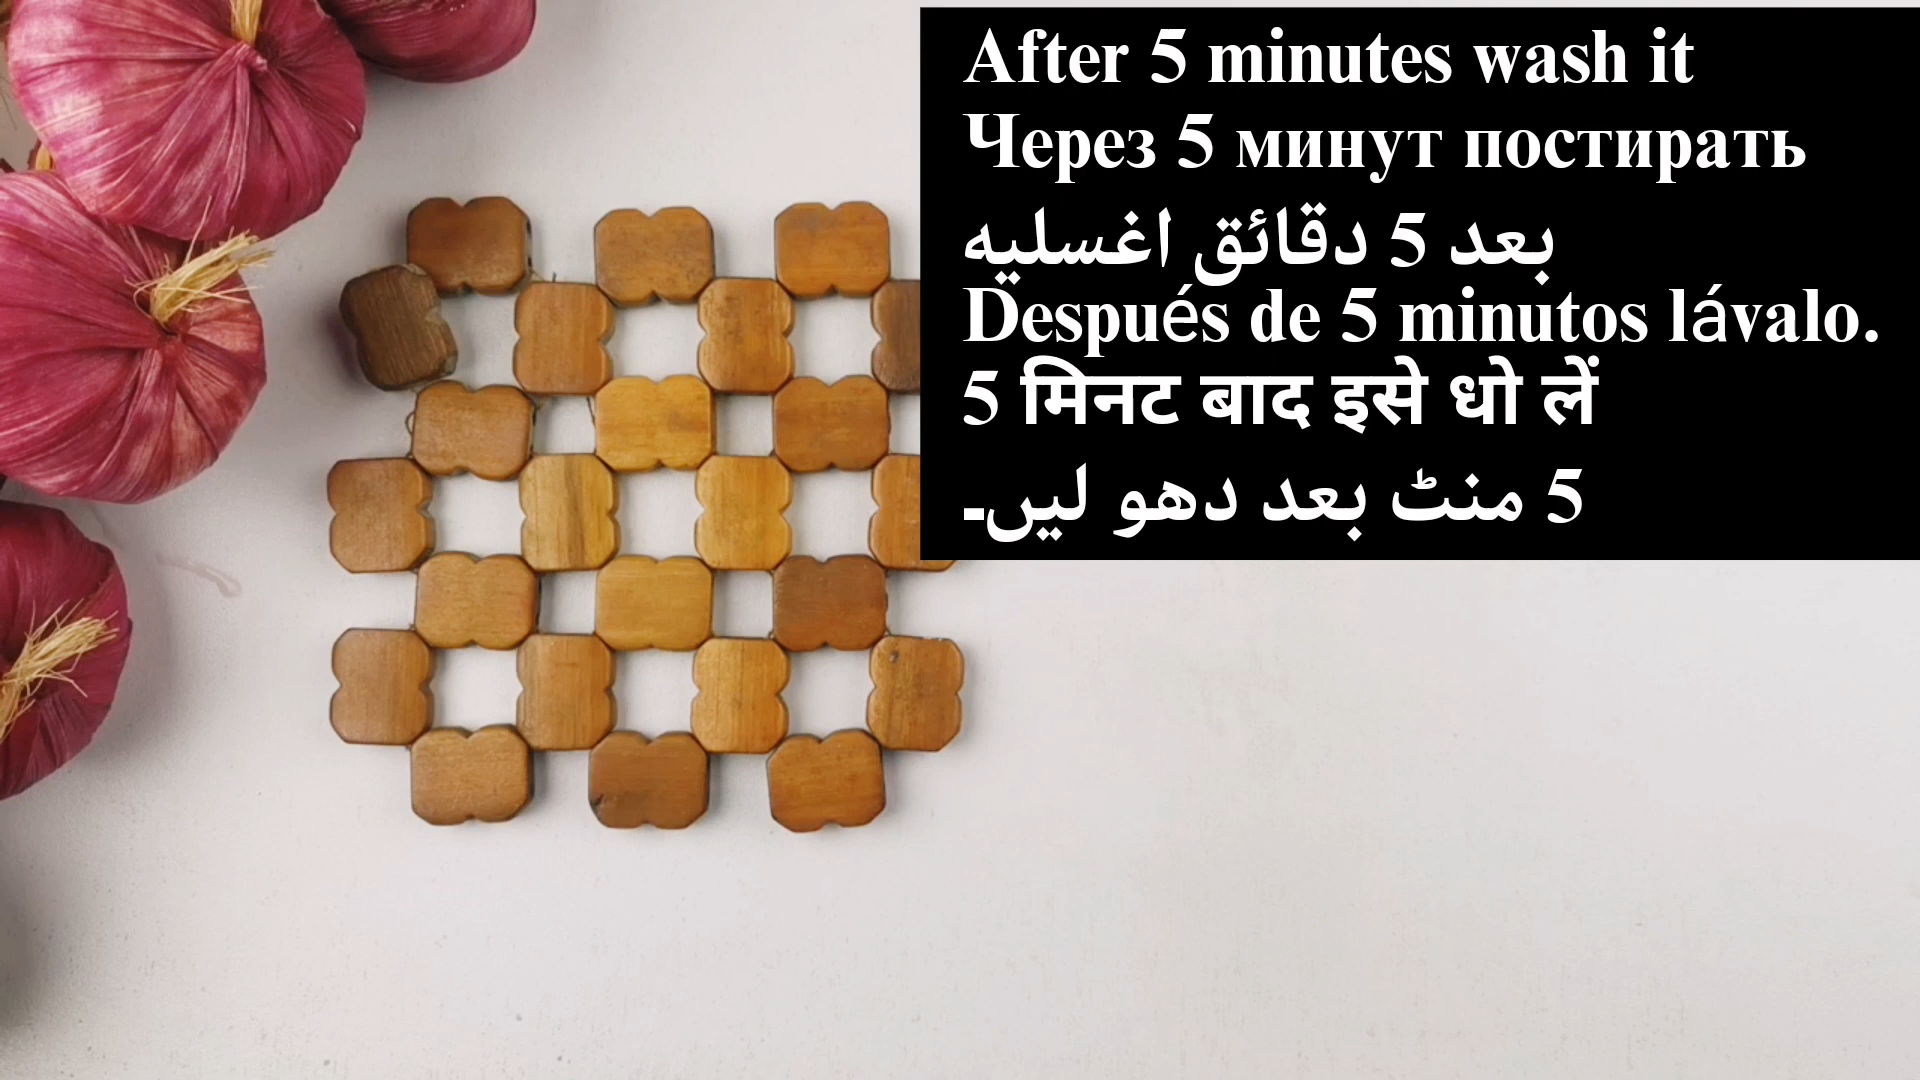 After 5 minutes wash it
Через 5 минут постирать
بعد 5 دقائق اغسليه
Después de 5 minutos lávalo.
5 मिनट बाद इसे धो लें
5 منٹ بعد دھو لیں۔